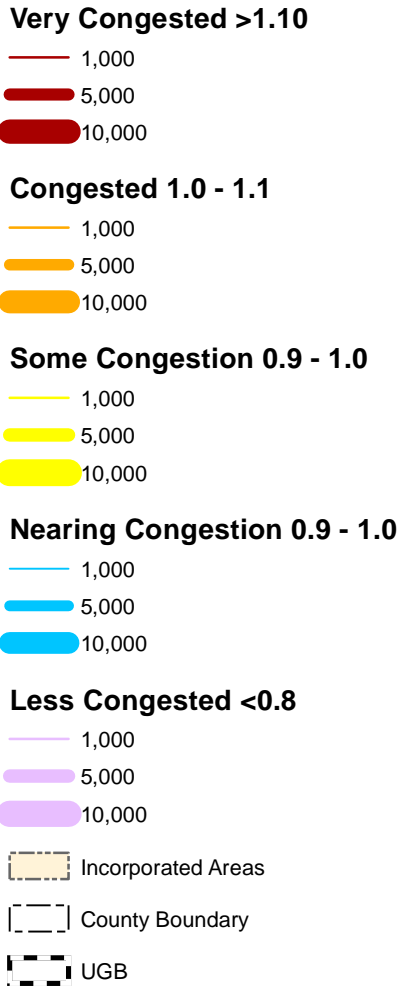 Very Congested >1.10
1,000
5,000
10,000
Congested 1.0 - 1.1
1,000
5,000
10,000
Some Congestion 0.9 - 1.0
1,000
5,000
10,000
Nearing Congestion 0.9 - 1.0
1,000
5,000
10,000
Less Congested <0.8
1,000
5,000
10,000
Incorporated Areas
County Boundary
UGB